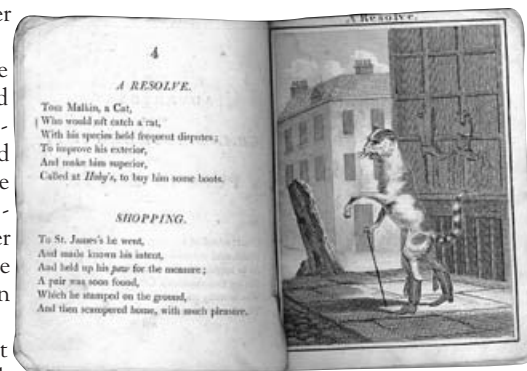 er
e
d
-
d
e
-
er
e
n
t
4
A RESOLVE.
Tom Malkin, a Cat,
Who would not catch a rat,
With his species held frequent disputes;
To improve his exterior,
And make him superior,
Called at Hoby's, to buy him some boots.
SHOPPING.
To St. James's he went,
And made known his intent,
And held up his paw for the measure;
A pair was soon found,
Which he stamped on the ground,
And then scampered home, with much pleasure.
A Resolve.